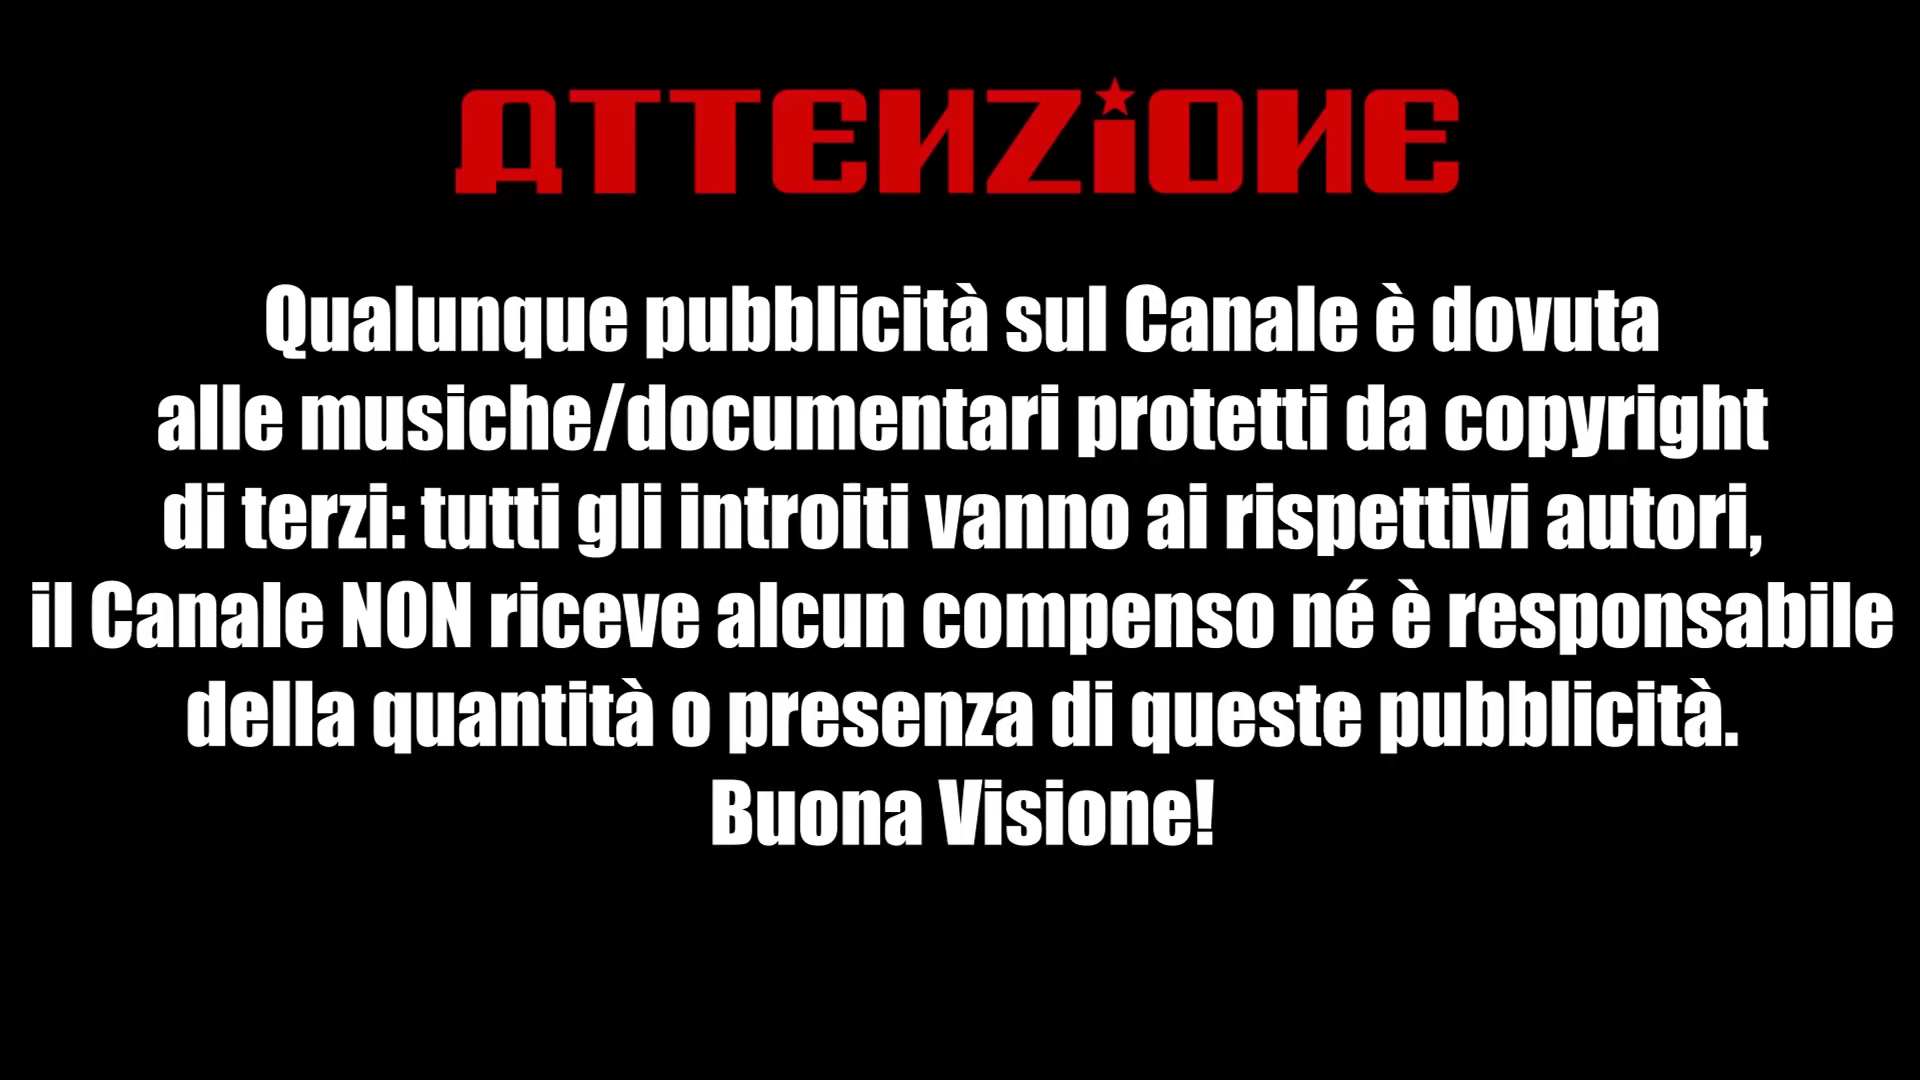 ATTENZIONE
Qualunque pubblicità sul Canale è dovuta
alle musiche/documentari protetti da copyright
di terzi: tutti gli introiti vanno ai rispettivi autori,
il Canale NON riceve alcun compenso né è responsabile
della quantità o presenza di queste pubblicità.
Buona Visione!